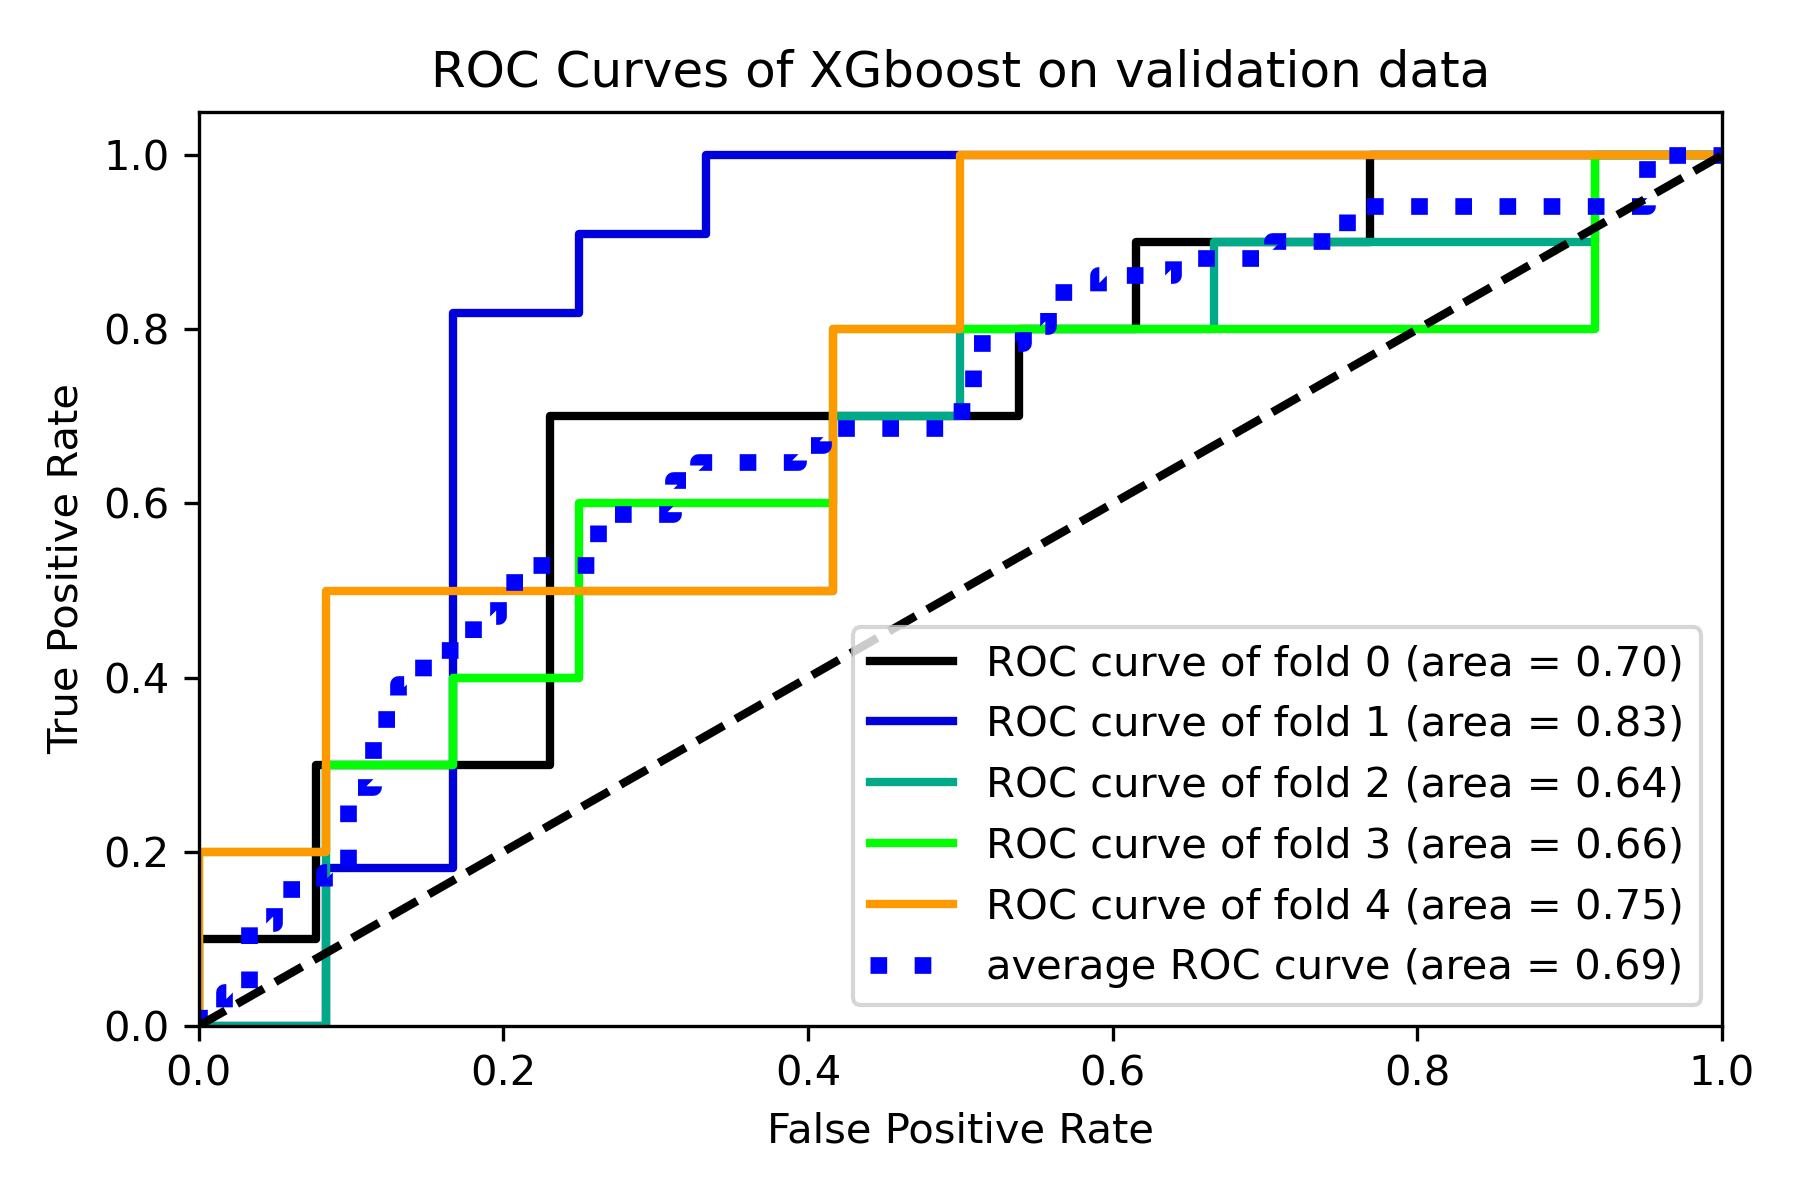 ROC Curves of XGboost on validation data
1.0
0.8
0.6
0.4
0.2
0.0
True Positive Rate
ROC curve of fold 0 (area = 0.70)
ROC curve of fold 1 (area = 0.83)
ROC curve of fold 2 (area = 0.64)
ROC curve of fold 3 (area = 0.66)
ROC curve of fold 4 (area = 0.75)
average ROC curve (area = 0.69)
0.0 0.2 0.4 0.6 0.8 1.0
False Positive Rate